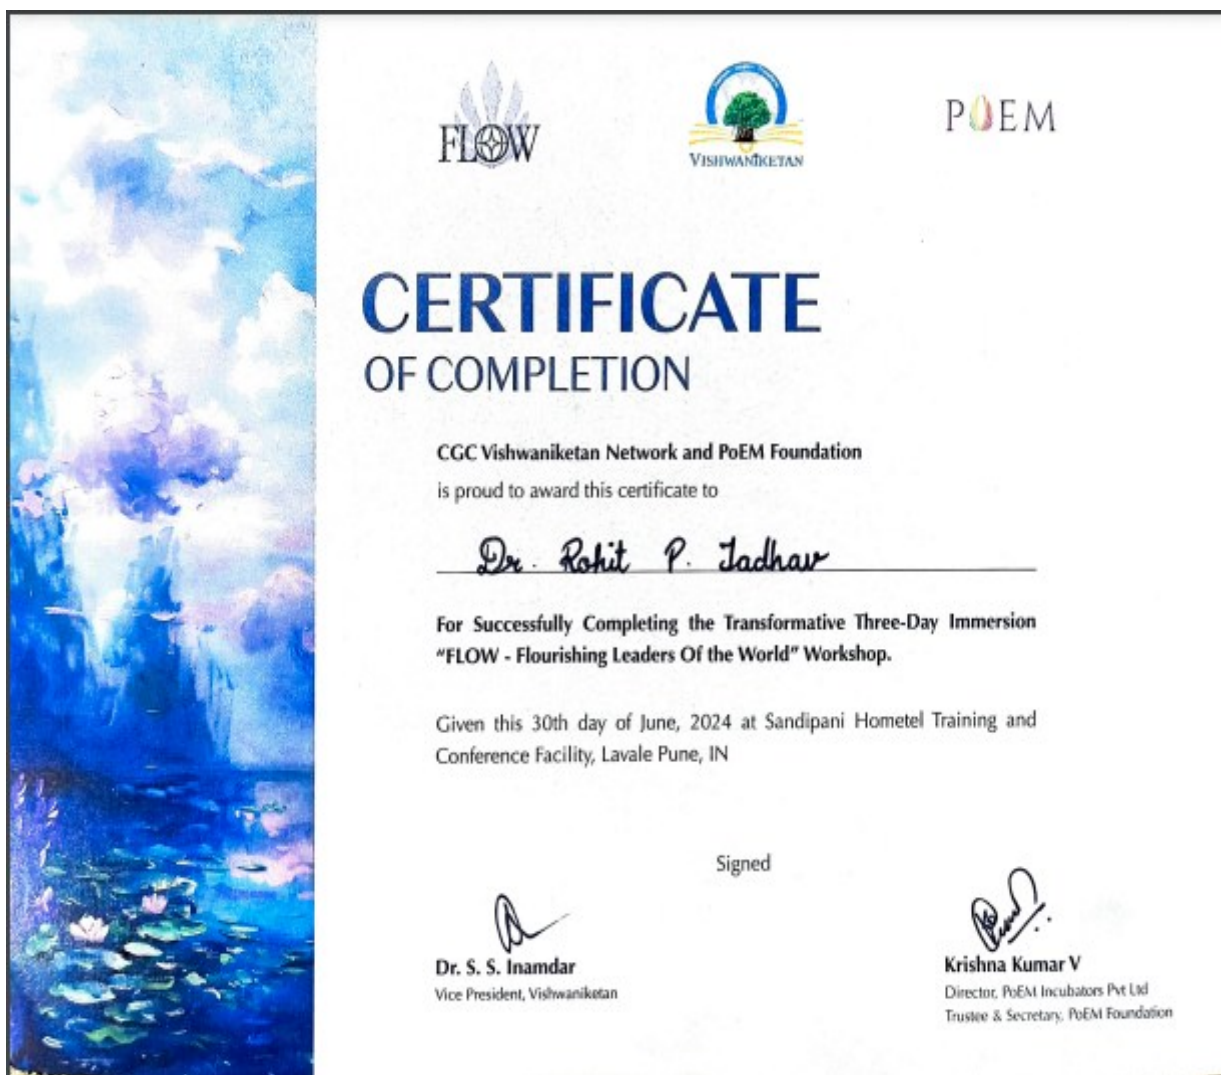 FLOW
VISHWANIKETAN
POEM
CERTIFICATE
OF COMPLETION
CGC Vishwaniketan Network and PoEM Foundation
is proud to award this certificate to
Dr. Rohit P. Jadhav
For Successfully Completing the Transformative Three-Day Immersion
“FLOW - Flourishing Leaders Of the World” Workshop.
Given this 30th day of June, 2024 at Sandipani Hometel Training and
Conference Facility, Lavale Pune, IN
Signed
Dr. S. S. Inamdar
Vice President, Vishwaniketan
Krishna Kumar V
Director, PoEM Incubators Pvt Ltd
Trustee & Secretary, PoEM Foundation